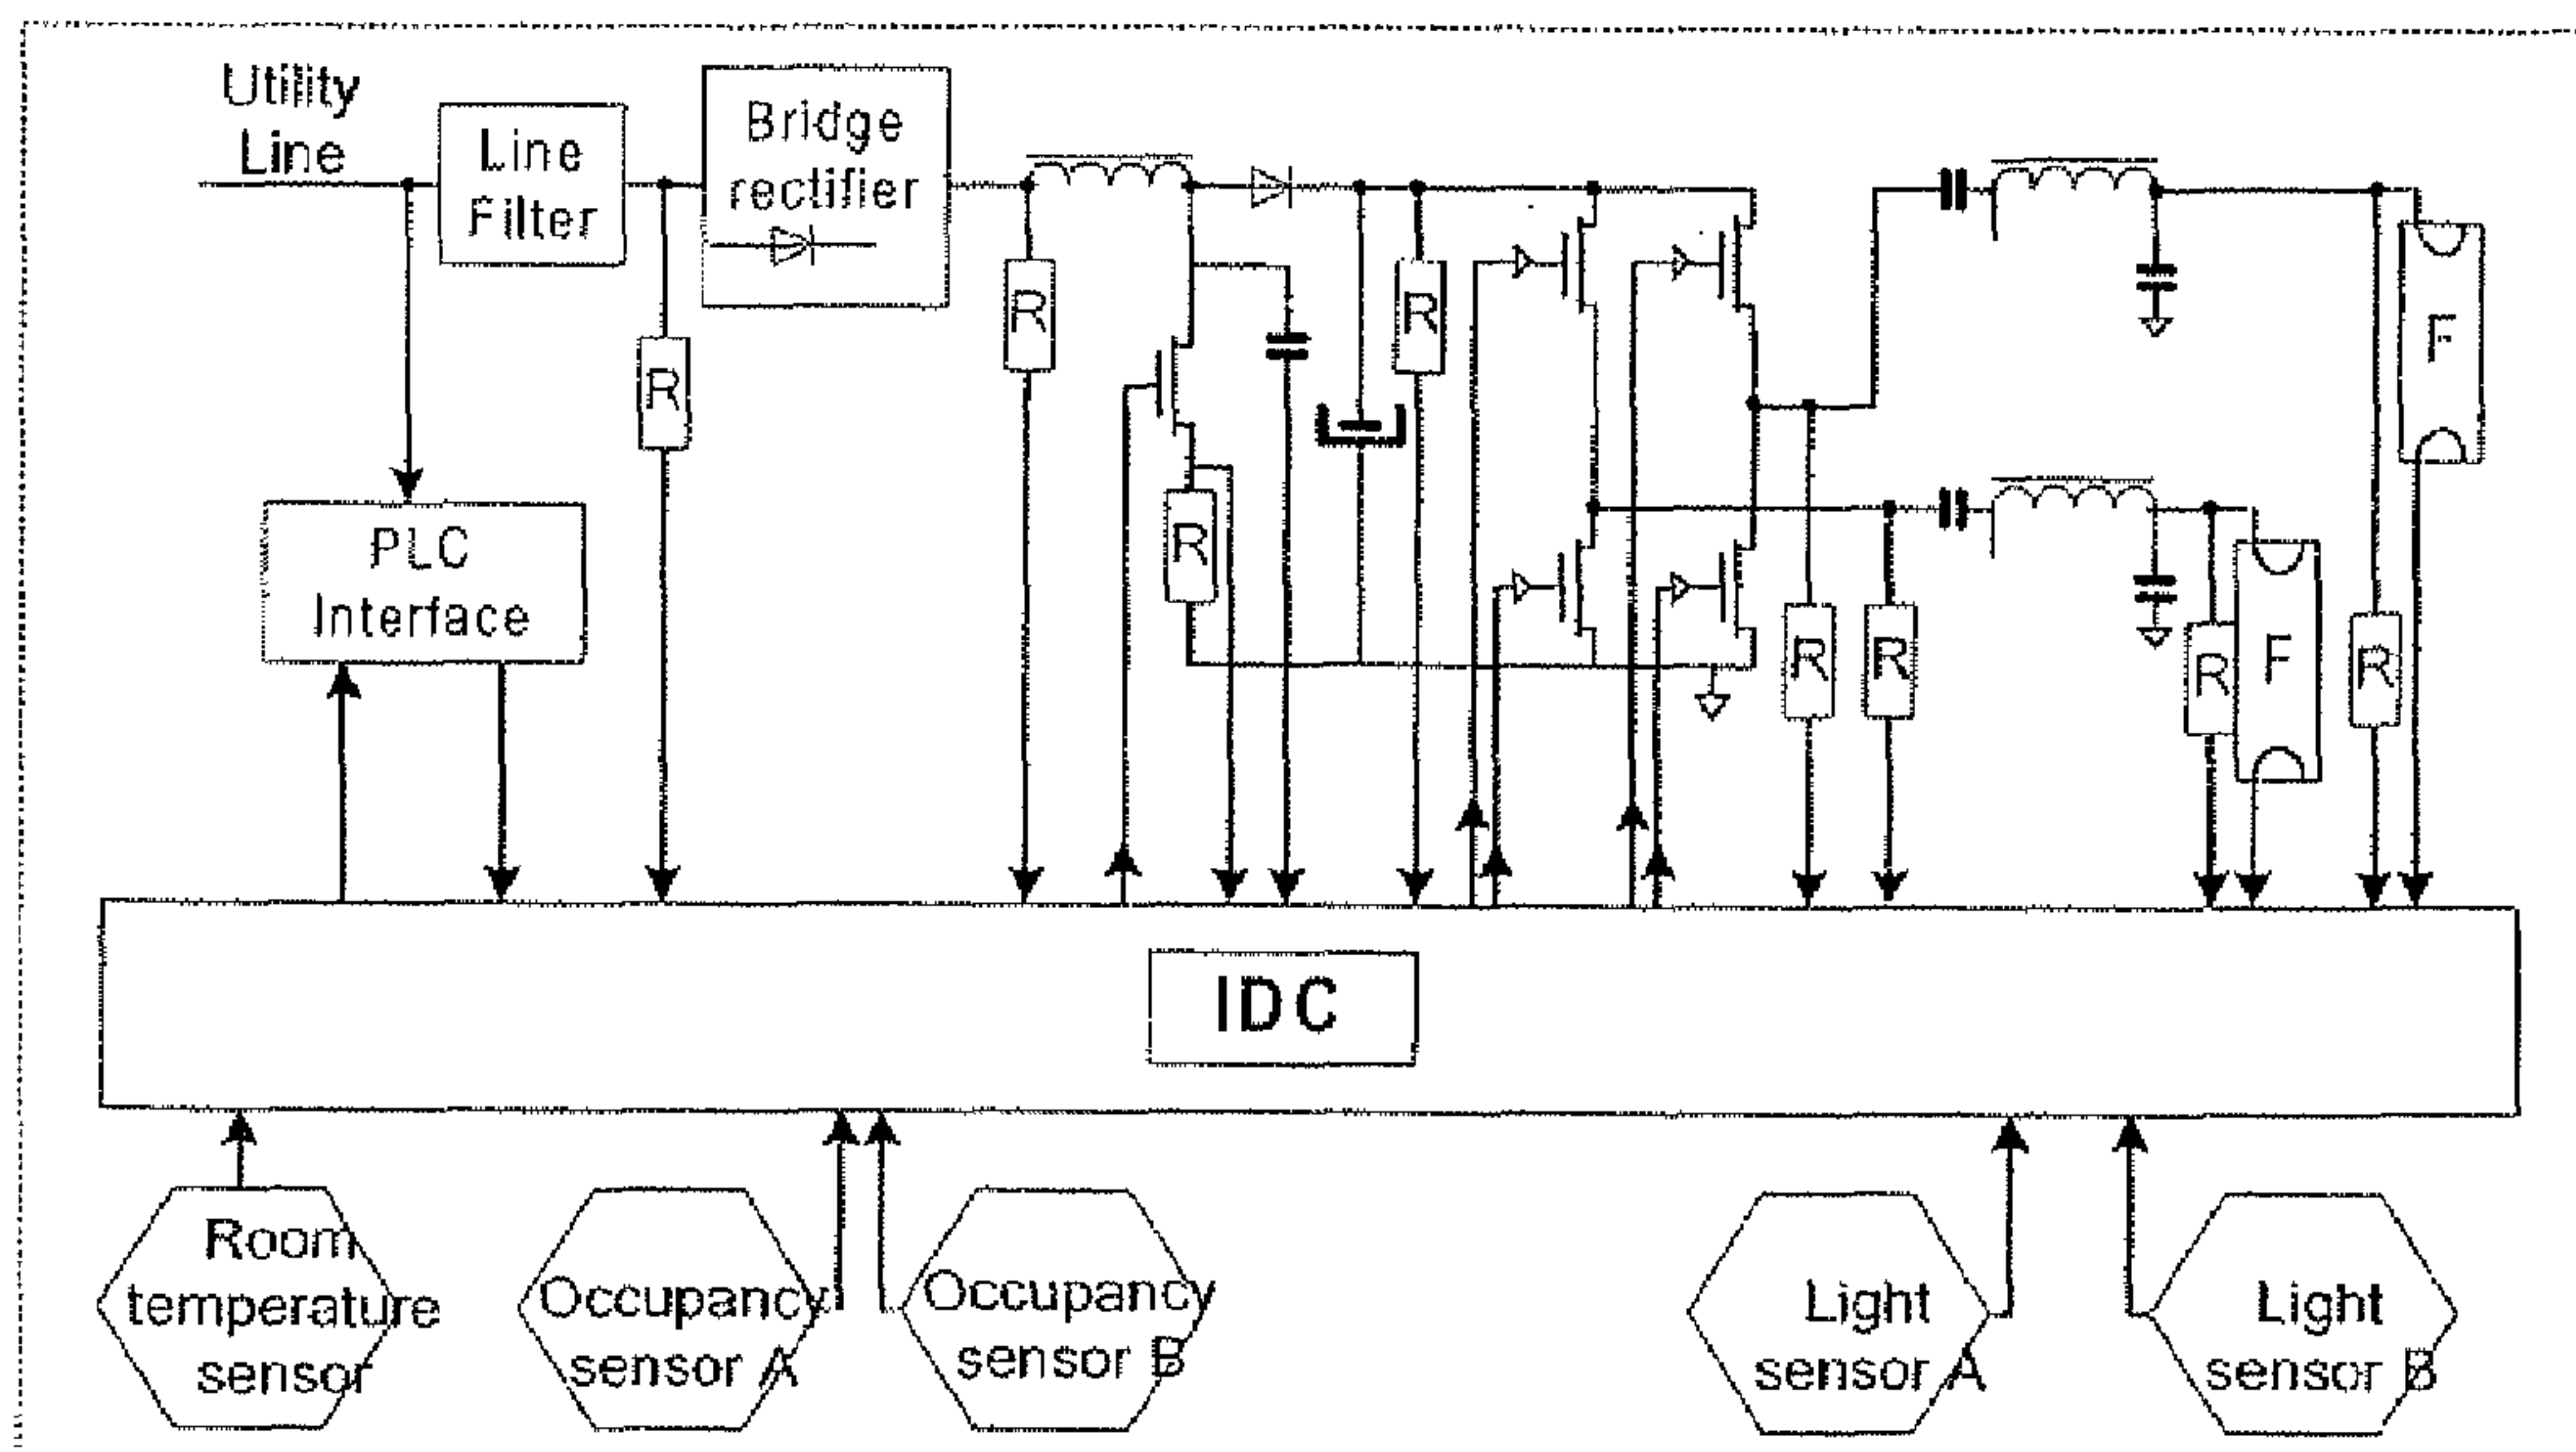 Utility
Line
Line
Filter
Bridge
rectifier
R
R
R
R
F
PLC
Interface
R
R
R
F
R
IDC
Room
temperature
sensor
Occupancy
sensor A
Occupancy
sensor B
Light
sensor A
Light
sensor B